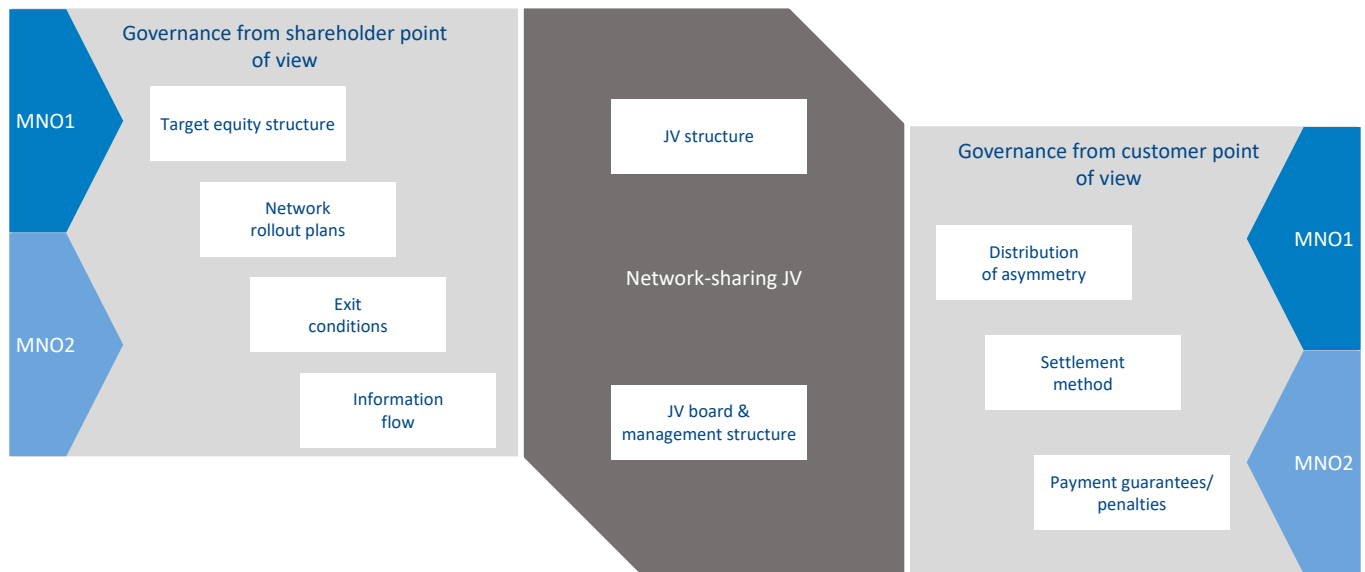 Governance from shareholder point
of view
MNO1
Target equity structure
Network
rollout plans
MNO2
Exit
conditions
Information
flow
JV structure
Network-sharing JV
JV board &
management structure
Governance from customer point
of view
MNO1
Distribution
of asymmetry
Settlement
method
MNO2
Payment guarantees/
penalties